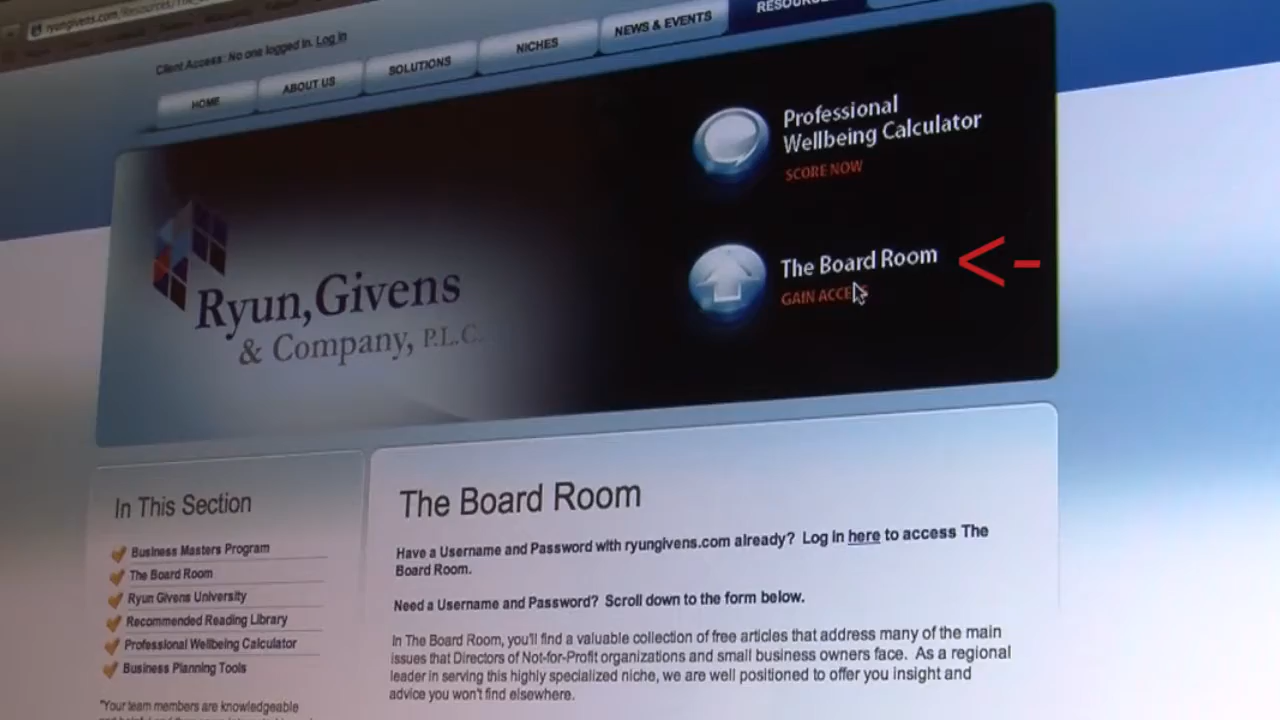 ryungivens.com/Resources/The_
Client Access: No one logged in. Log In
HOME
ABOUT US
SOLUTIONS
NICHES
NEWS & EVENTS
Professional
Wellbeing Calculator
SCORE NOW
The Board Room
<-
GAIN ACCESS
Ryun, Givens
& Company, P.L.C.
In This Section
Business Masters Program
The Board Room
Ryun Givens University
Recommended Reading Library
Professional Wellbeing Calculator
Business Planning Tools
"Your team members are knowledgeable
The Board Room
Have a Username and Password with ryungivens.com already? Log in here to access The
Board Room.
Need a Username and Password? Scroll down to the form below.
In The Board Room, you'll find a valuable collection of free articles that address many of the main
issues that Directors of Not-for-Profit organizations and small business owners face. As a regional
leader in serving this highly specialized niche, we are well positioned to offer you insight and
advice you won't find elsewhere.